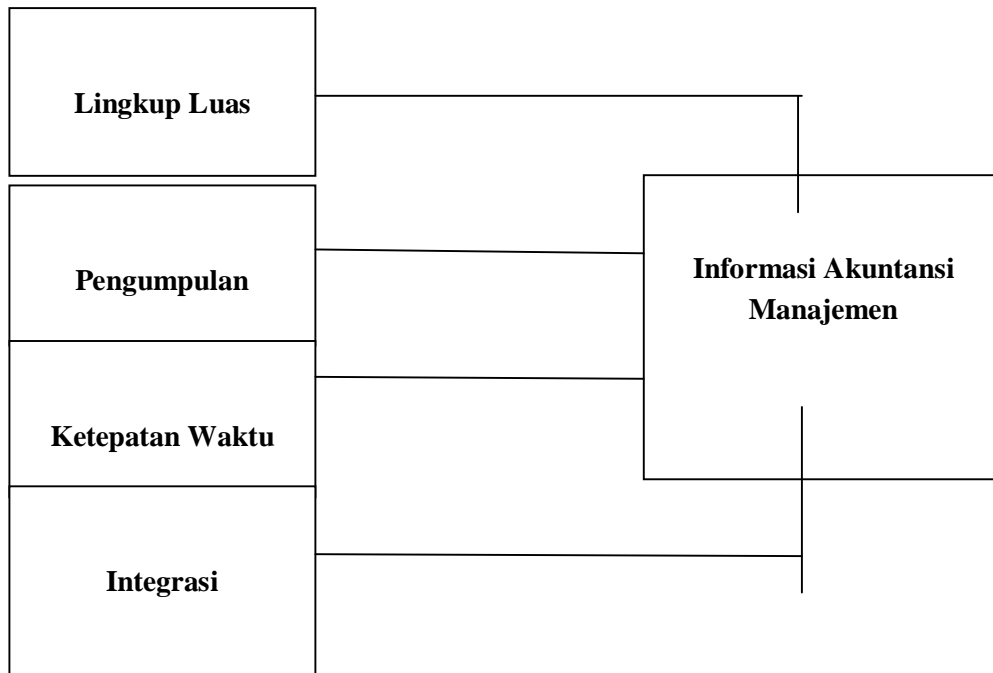 Lingkup Luas
Pengumpulan
Ketepatan Waktu
Integrasi
Informasi Akuntansi
Manajemen